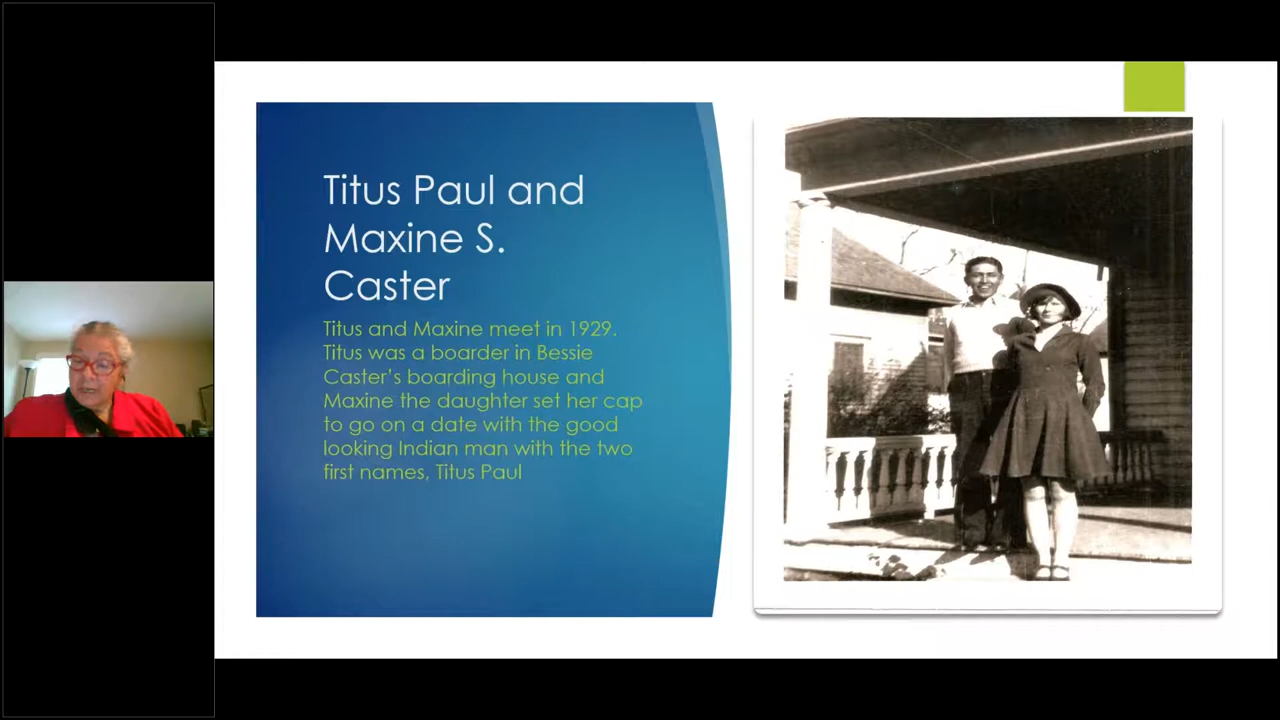 Titus Paul and
Maxine S.
Caster
Titus and Maxine meet in 1929.
Titus was a boarder in Bessie
Caster's boarding house and
Maxine the daughter set her cap
to go on a date with the good
looking Indian man with the two
first names, Titus Paul